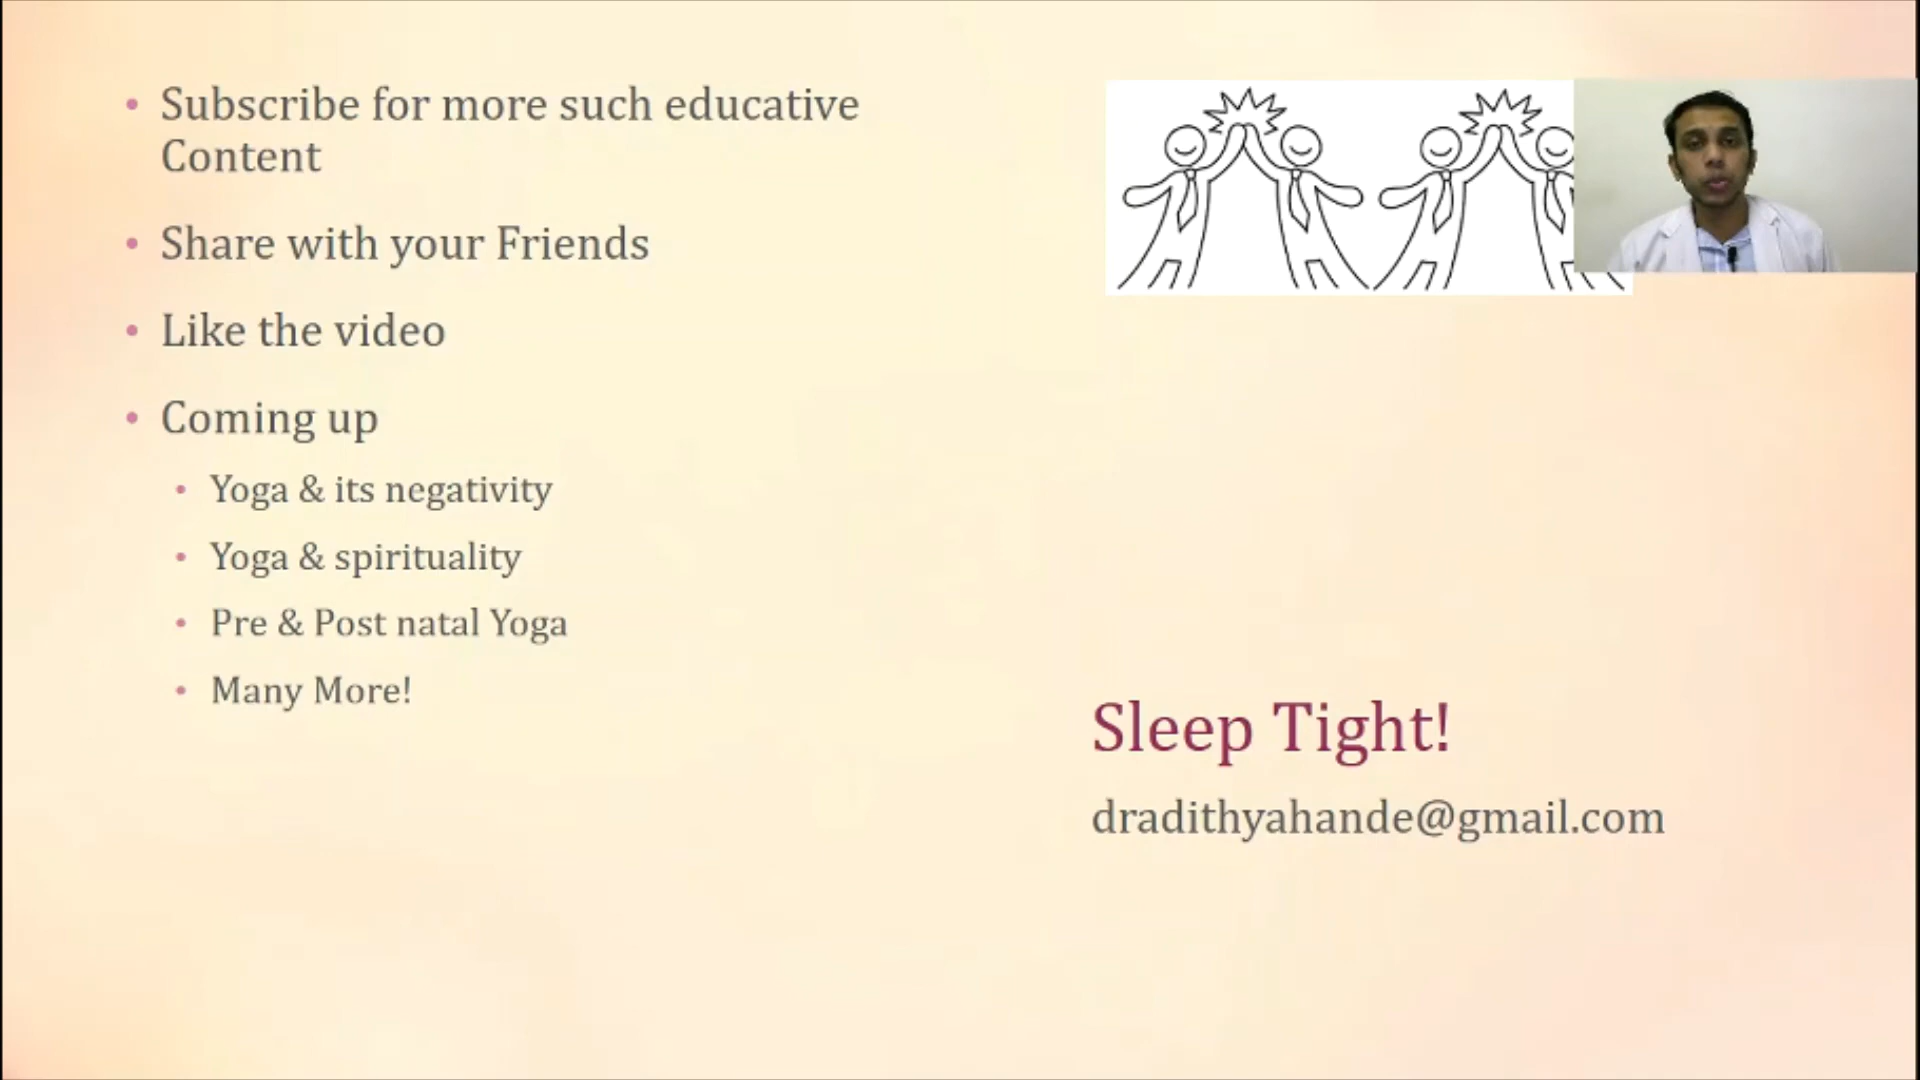 Subscribe for more such educative
Content
Share with your Friends
Like the video
Coming up
Yoga & its negativity
Yoga & spirituality
Pre & Post natal Yoga
Many More!
Sleep Tight!
dradithyahande@gmail.com